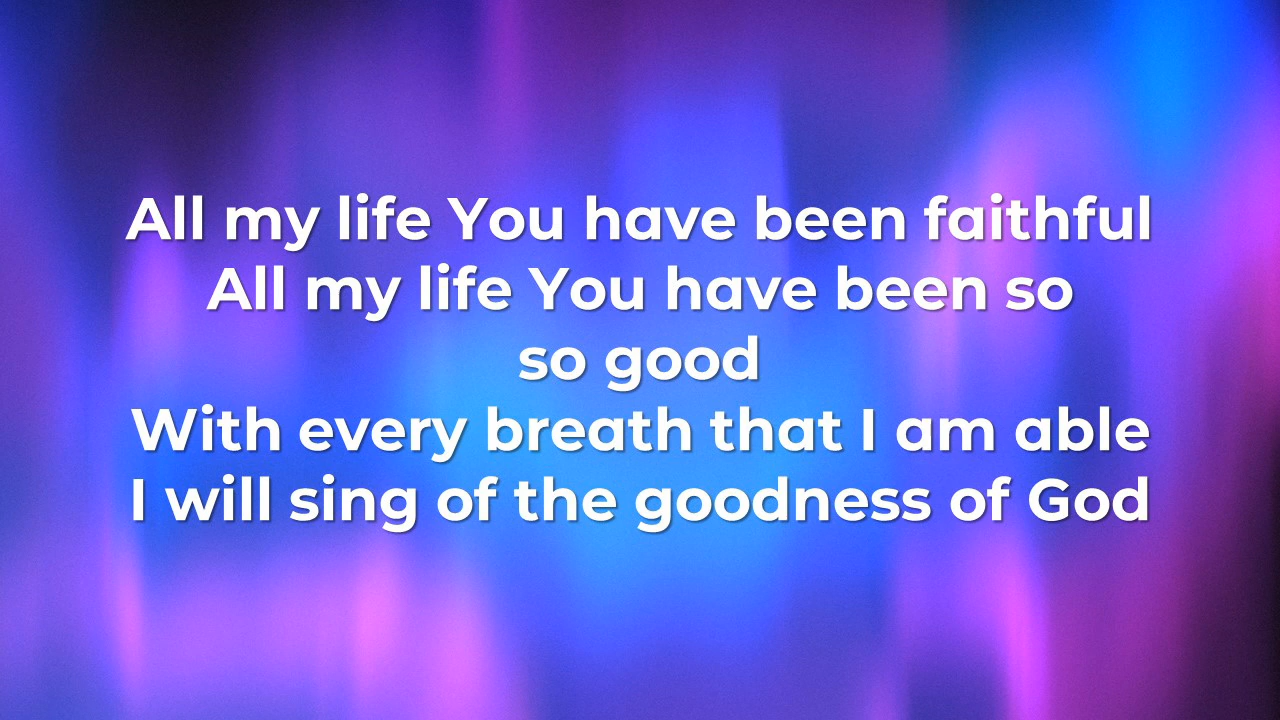 All my life You have been faithful
All my life You have been so
so good
With every breath that I am able
I will sing of the goodness of God